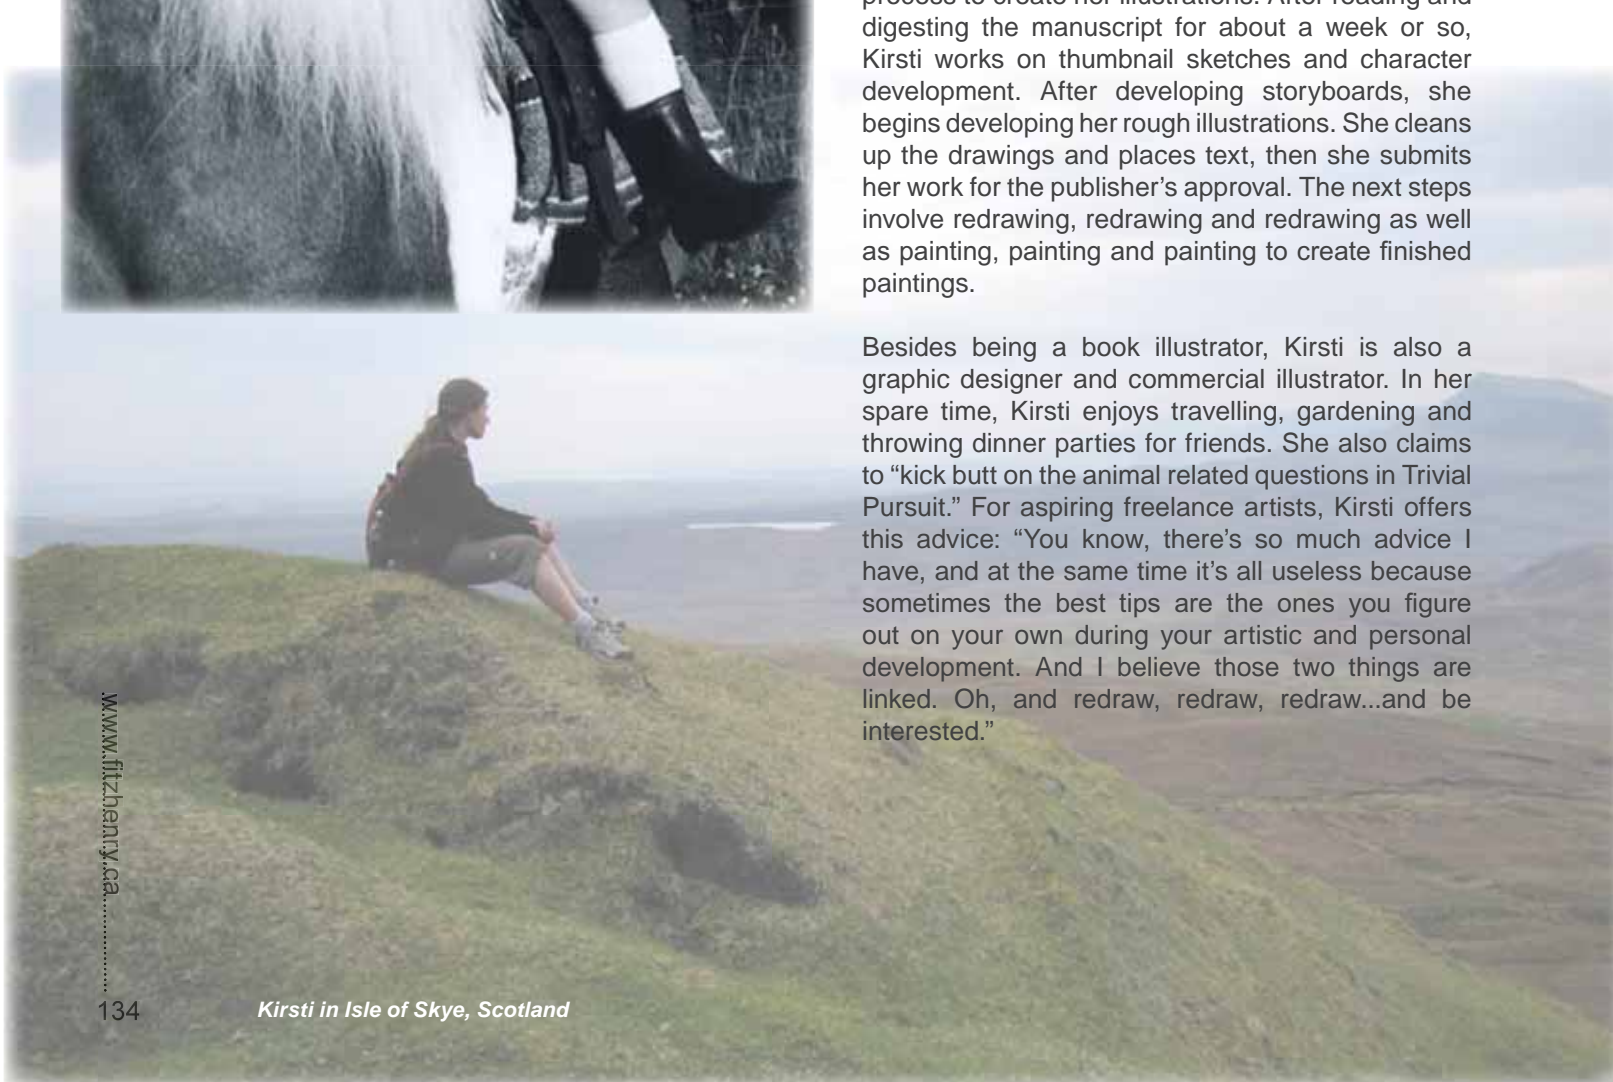 process to create her illustrations. After reading and
digesting the manuscript for about a week or so,
Kirsti works on thumbnail sketches and character
development. After developing storyboards, she
begins developing her rough illustrations. She cleans
up the drawings and places text, then she submits
her work for the publisher’s approval. The next steps
involve redrawing, redrawing and redrawing as well
as painting, painting and painting to create finished
paintings.
Besides being a book illustrator, Kirsti is also a
graphic designer and commercial illustrator. In her
spare time, Kirsti enjoys travelling, gardening and
throwing dinner parties for friends. She also claims
to “kick butt on the animal related questions in Trivial
Pursuit.” For aspiring freelance artists, Kirsti offers
this advice: “You know, there’s so much advice I
have, and at the same time it’s all useless because
sometimes the best tips are the ones you figure
out on your own during your artistic and personal
development. And I believe those two things are
linked. Oh, and redraw, redraw, redraw...and be
interested.”
www.fitzhenry.ca
134
Kirsti in Isle of Skye, Scotland